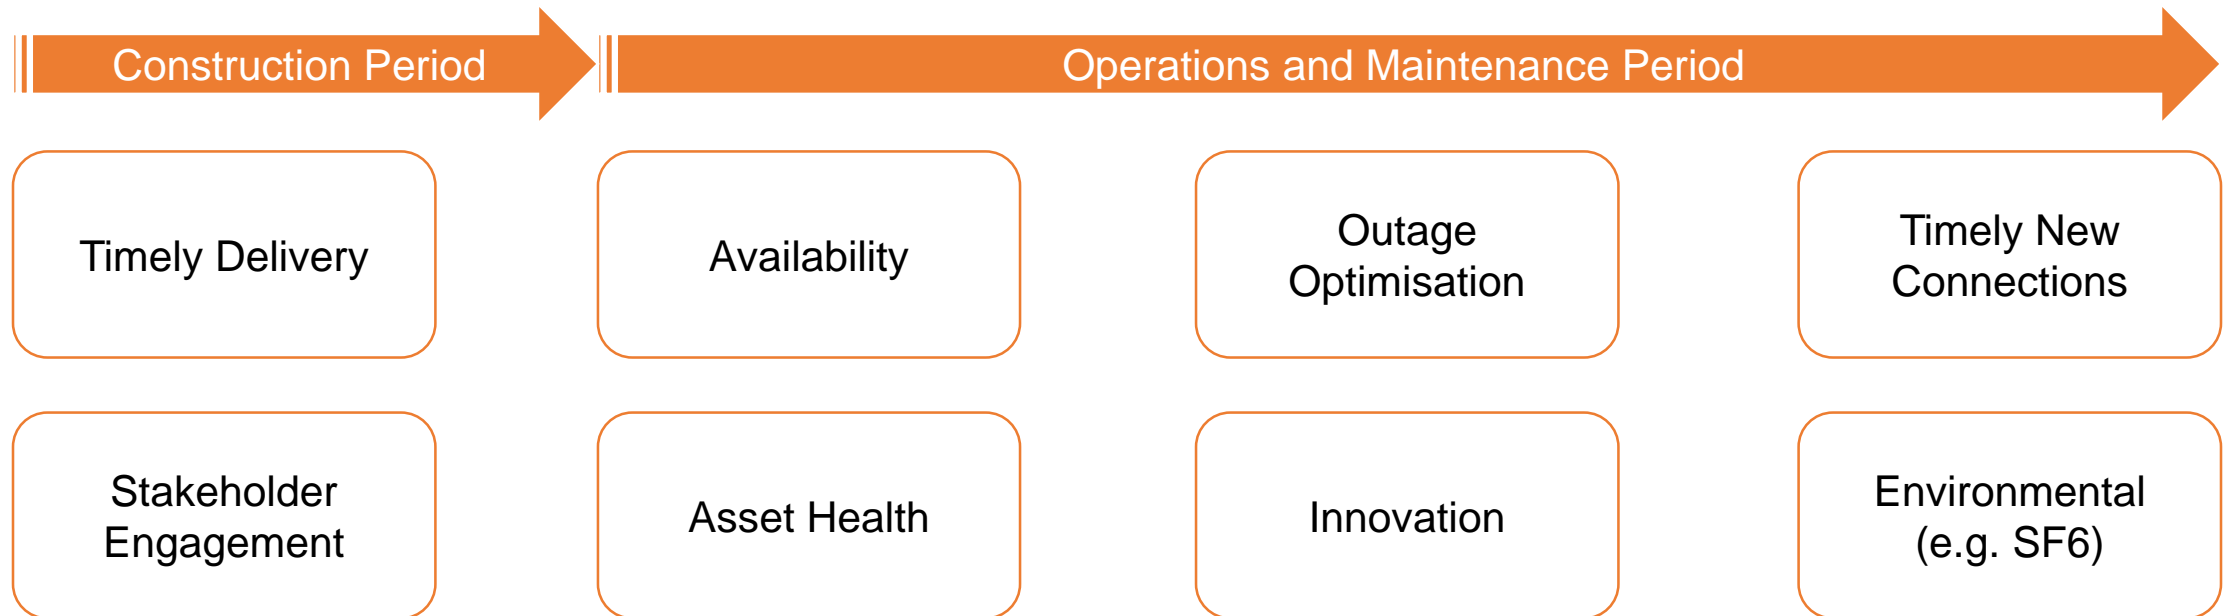 Construction Period
Operations and Maintenance Period
Timely Delivery
Availability
Outage
Optimisation
Timely New
Connections
Stakeholder
Engagement
Asset Health
Innovation
Environmental
(e.g. SF6)